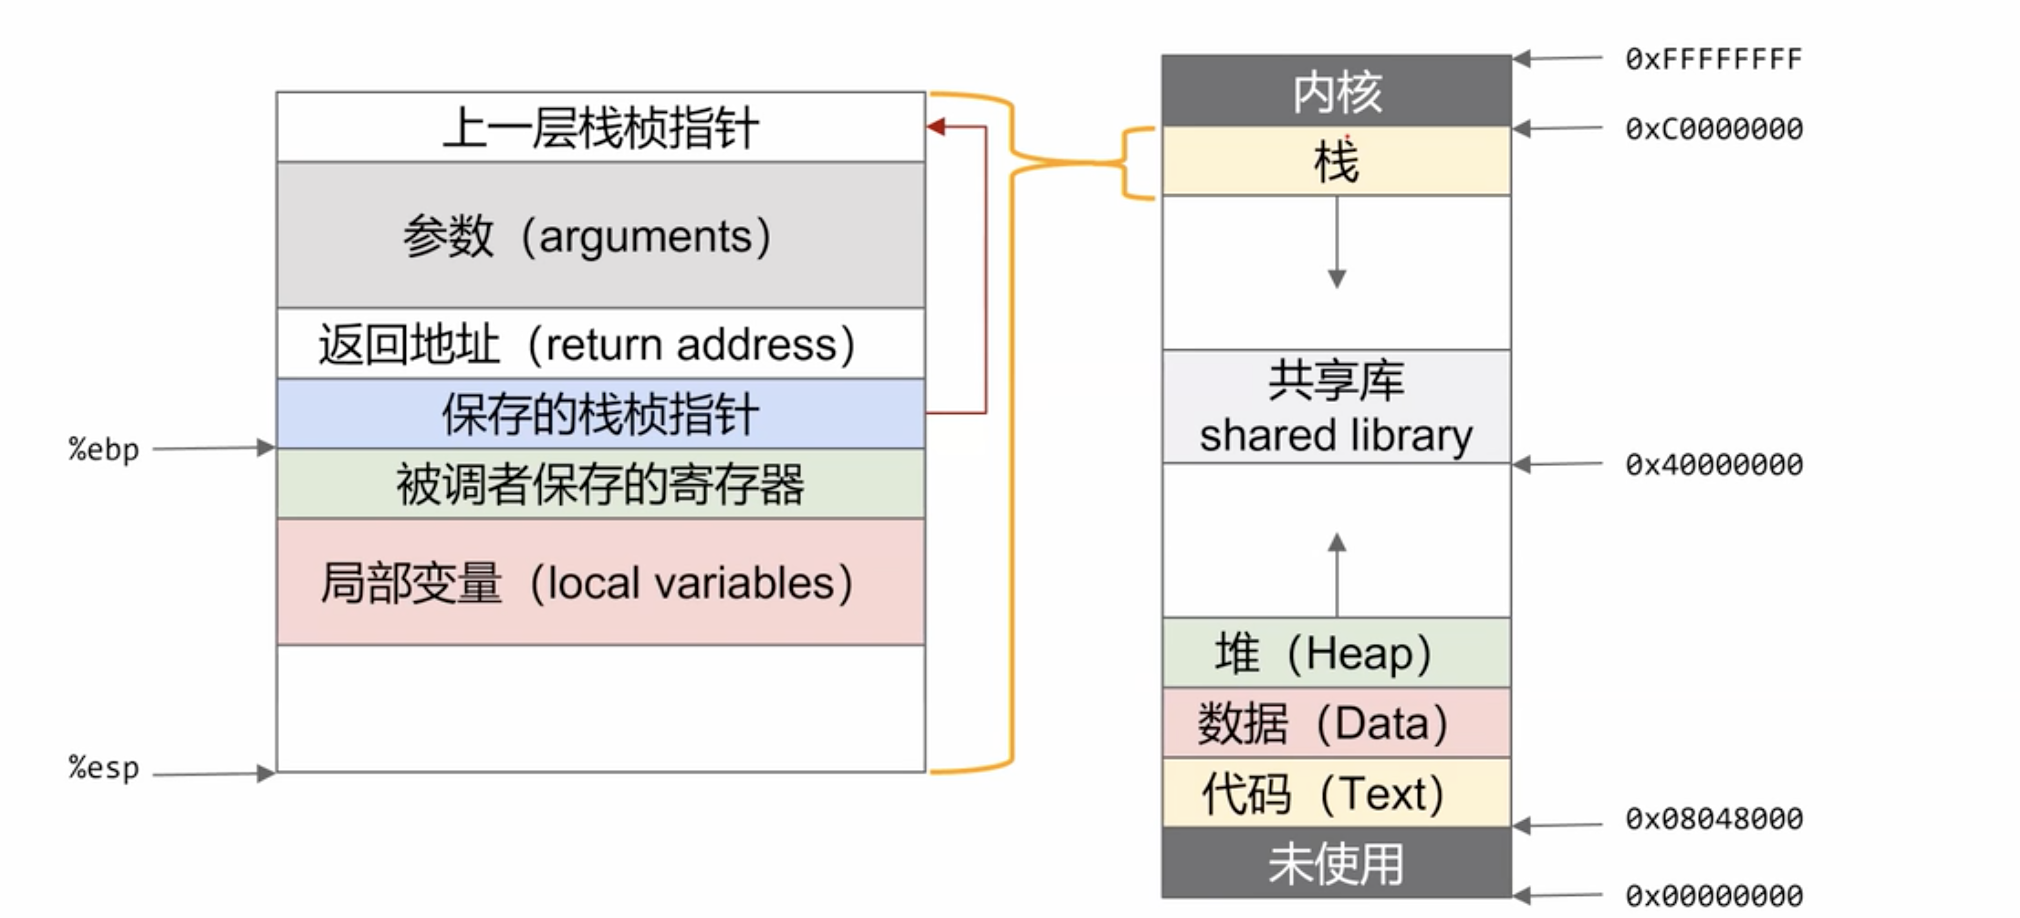 上一层栈桢指针
参数（arguments）
返回地址（return address）
保存的栈桢指针
%ebp
被调者保存的寄存器
局部变量（local variables）
%esp
0xFFFFFFFF
内核
0xC0000000
栈
共享库
shared library
0x40000000
堆（Heap）
数据（Data）
代码（Text）
0x08048000
未使用
0x00000000